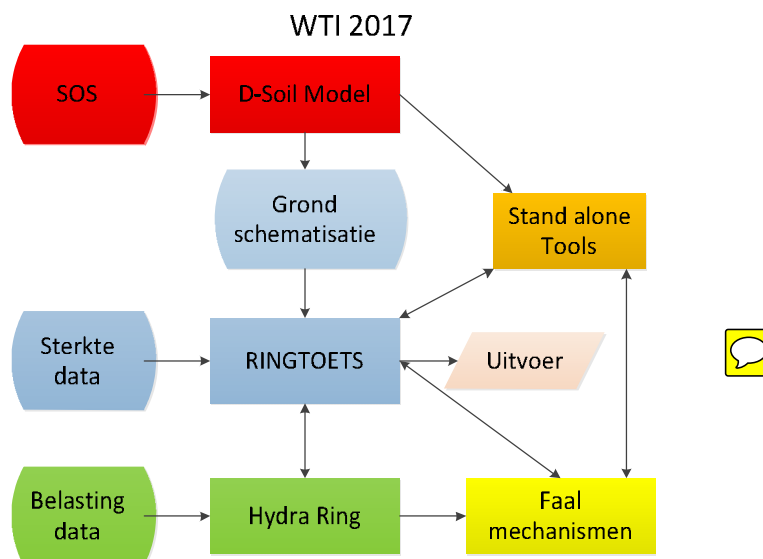 WTI 2017
SOS
D-Soil Model
Grond
schematisatie
Stand alone
Tools
Sterkte
data
RINGTOETS
Uitvoer
Belasting
data
Hydra Ring
Faal
mechanismen